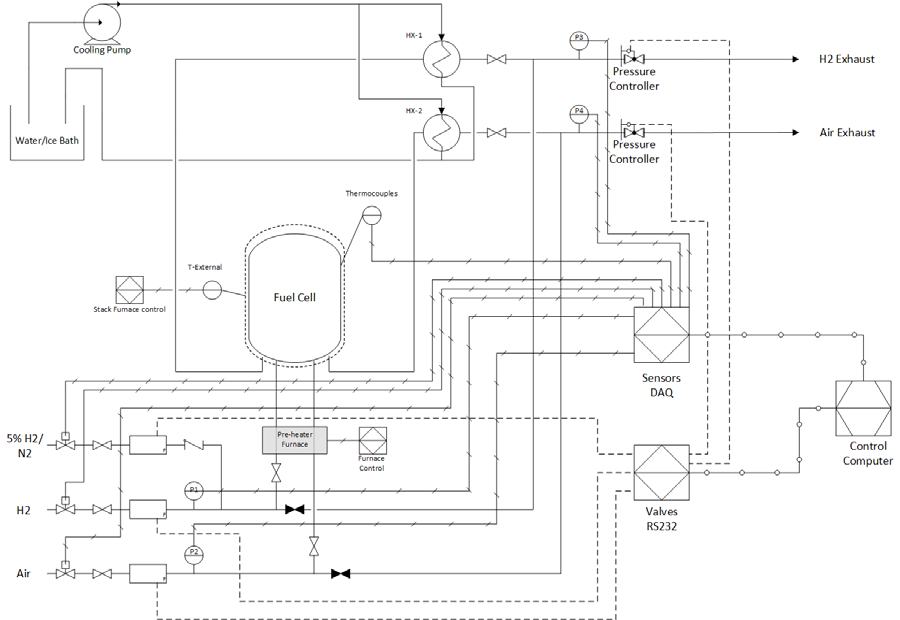 HX-1
P3
Cooling Pump
H2 Exhaust
Pressure
Controller
HX-2
P4
Water/Ice Bath
Air Exhaust
Pressure
Controller
Thermocouples
T-External
Fuel Cell
Stack Furnace control
Sensors
DAQ
5% H2/
N2
Pre-heater
Furnace
Furnace
Control
Control
Computer
P1
H2
Valves
RS232
P2
Air
F
F
F